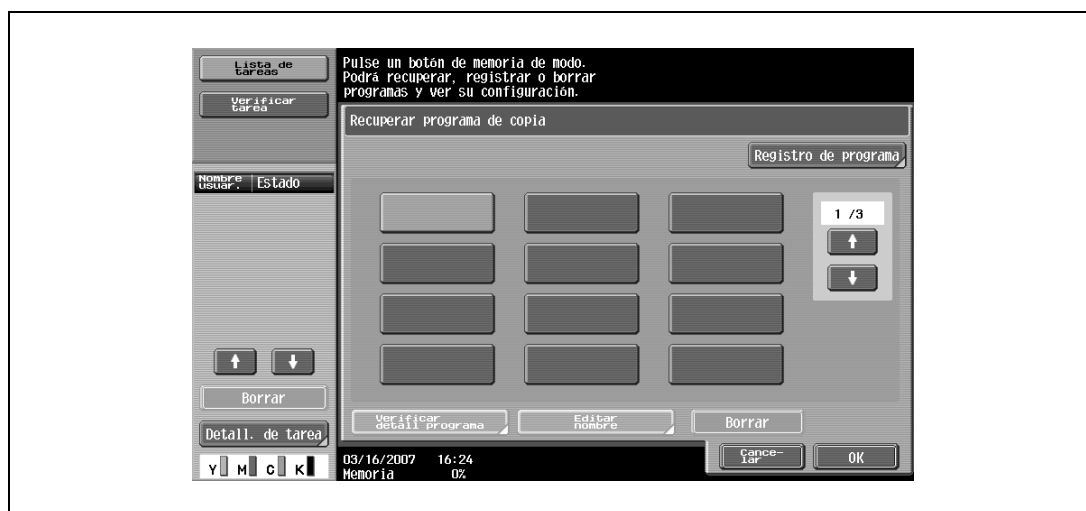 Lista de
tareas
Verificar
tarea
Nombre
usuar.
Estado
Borrar
Detall. de tarea
Y M C K
Pulse un botón de memoria de modo.
Podrá recuperar, registrar o borrar
programas y ver su configuración.
Recuperar programa de copia
Registro de programa
1 /3
Verificar
detall programa
Editar
nombre
Borrar
03/16/2007 16:24
Memoria 0%
Cance-
lar
OK